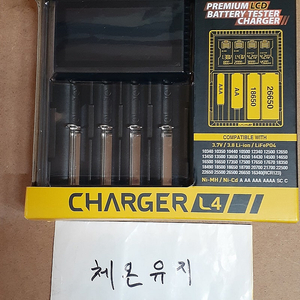 PREMIUM LCD
BATTERY TESTER
CHARGER
AAA
AA
18650
26650
COMPATIBLE WITH
3.7V / 3.8 Li-ion / LiFePO4
Ni-MH / Ni-Cd A AA AAA AAAA SC C
CHARGER L4
체온유지